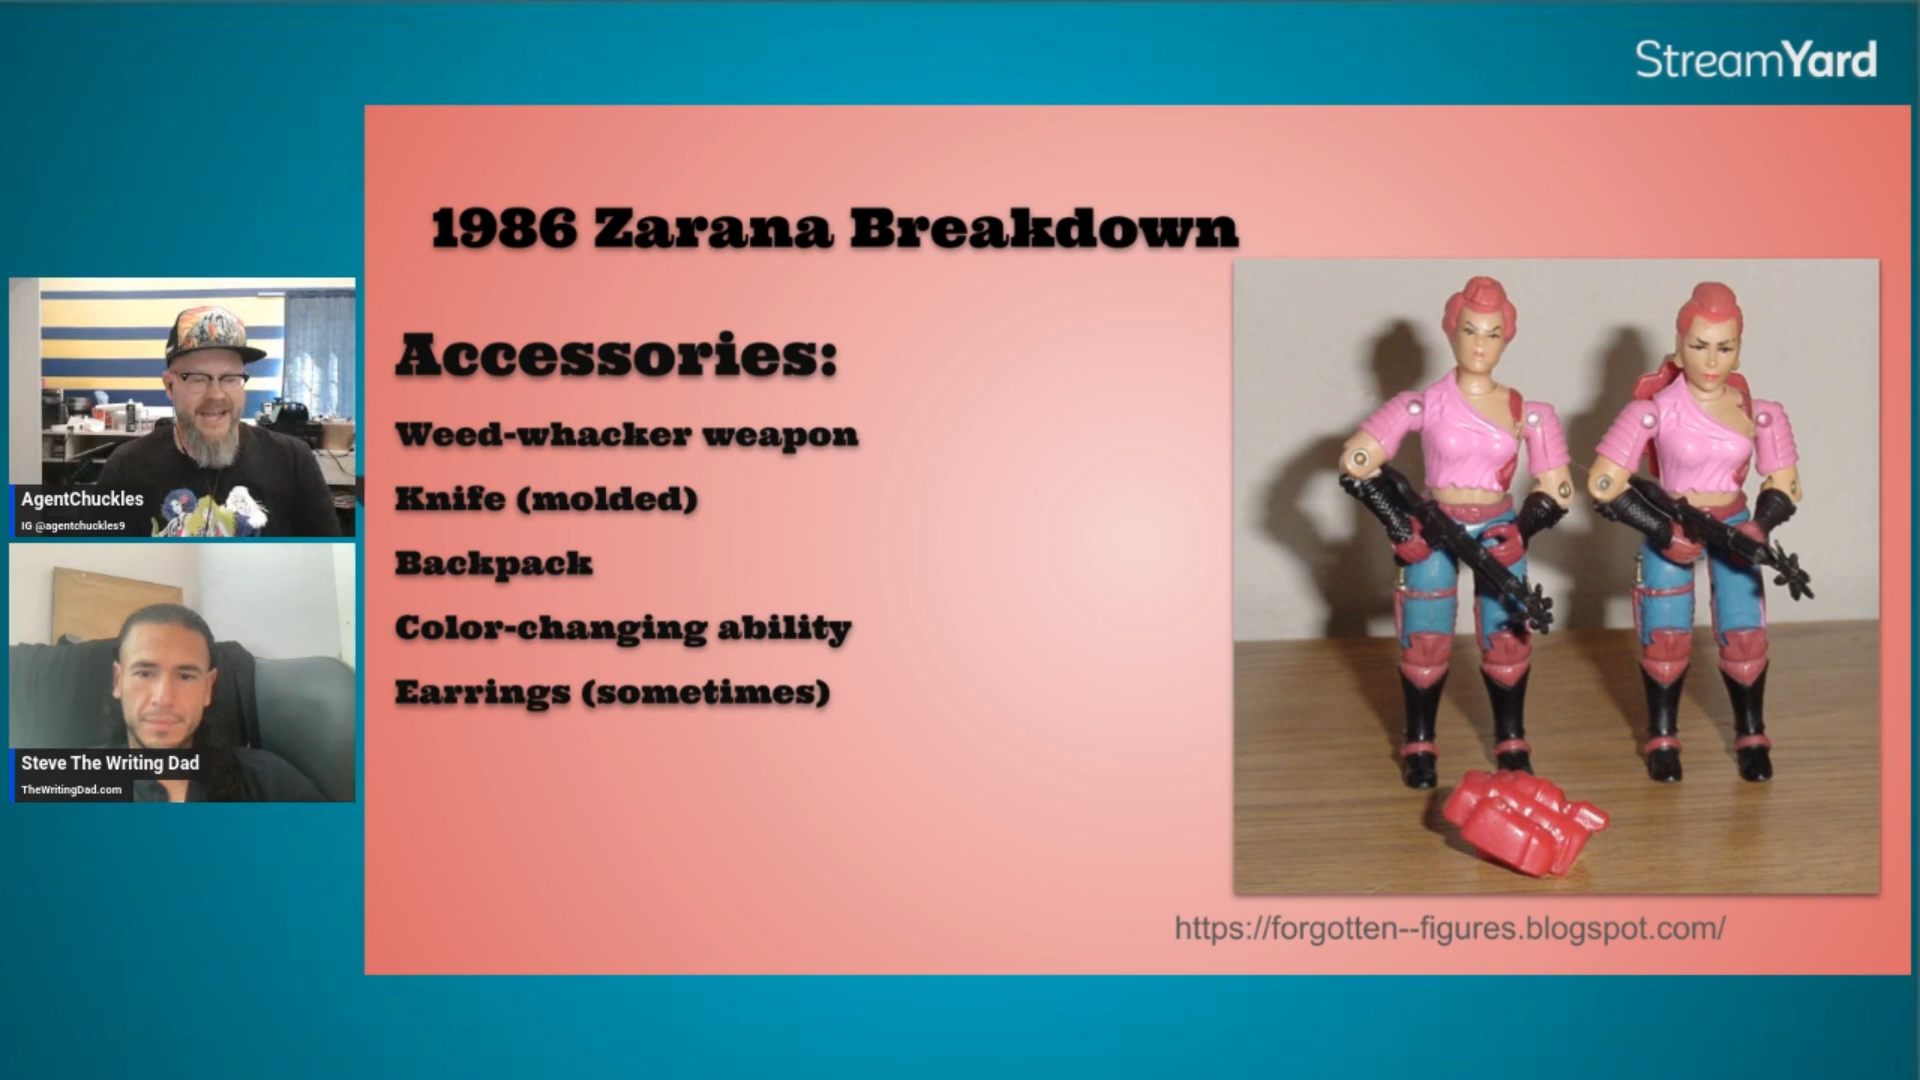 StreamYard
1986 Zarana Breakdown
Accessories:
Weed-whacker weapon
Knife (molded)
Backpack
Color-changing ability
Earrings (sometimes)
https://forgotten--figures.blogspot.com/
AgentChuckles
IG @agentchuckles9
Steve The Writing Dad
TheWritingDad.com